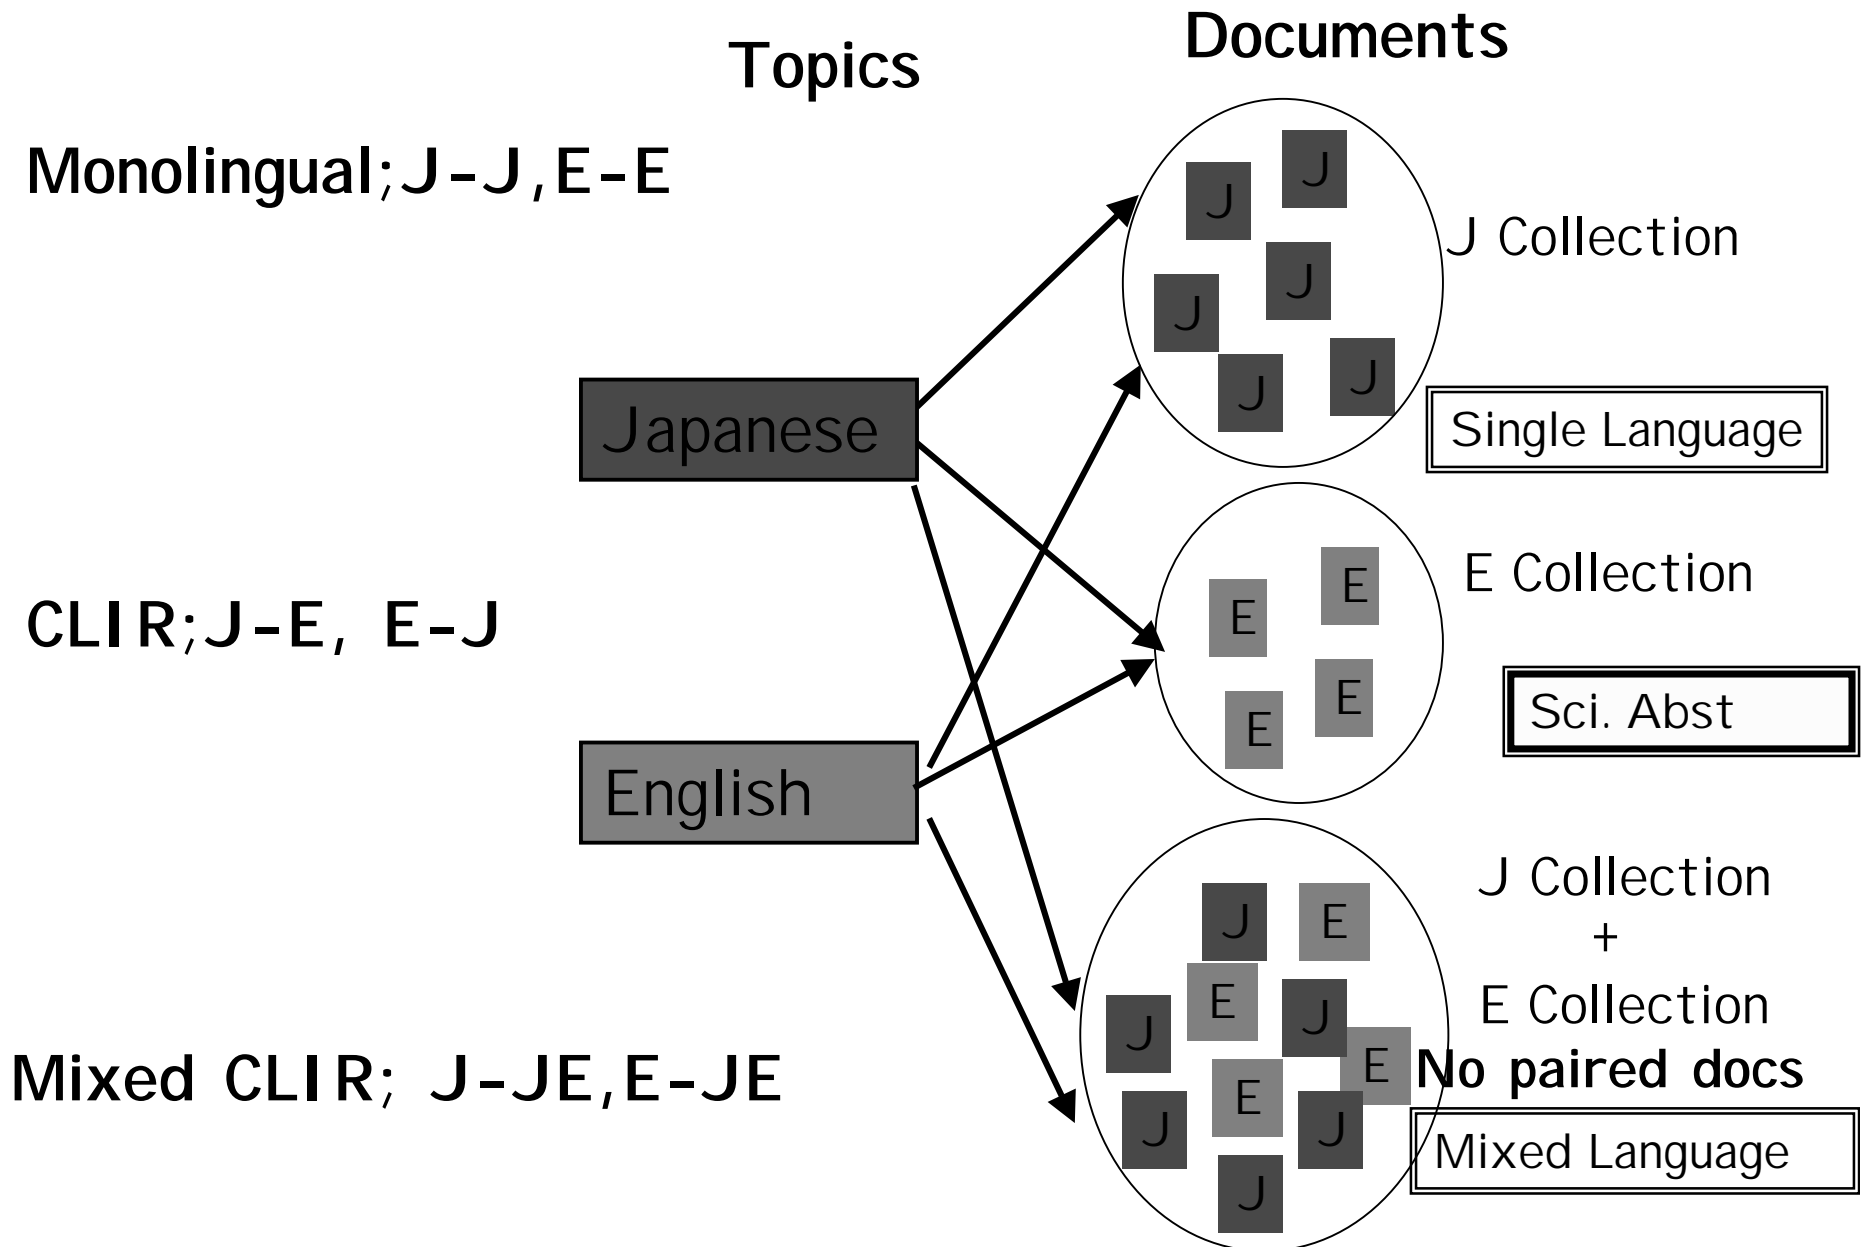 Topics
Documents
Monolingual;J-J,E-E
J
J
J
J
J
J
J Collection
Japanese
Single Language
CLIR;J-E, E-J
E
E
E
E
E Collection
Sci. Abst
English
J
E
E
J
J
E
E
J
J
J
J Collection
+
E Collection
No paired docs
Mixed CLIR; J-JE,E-JE
Mixed Language